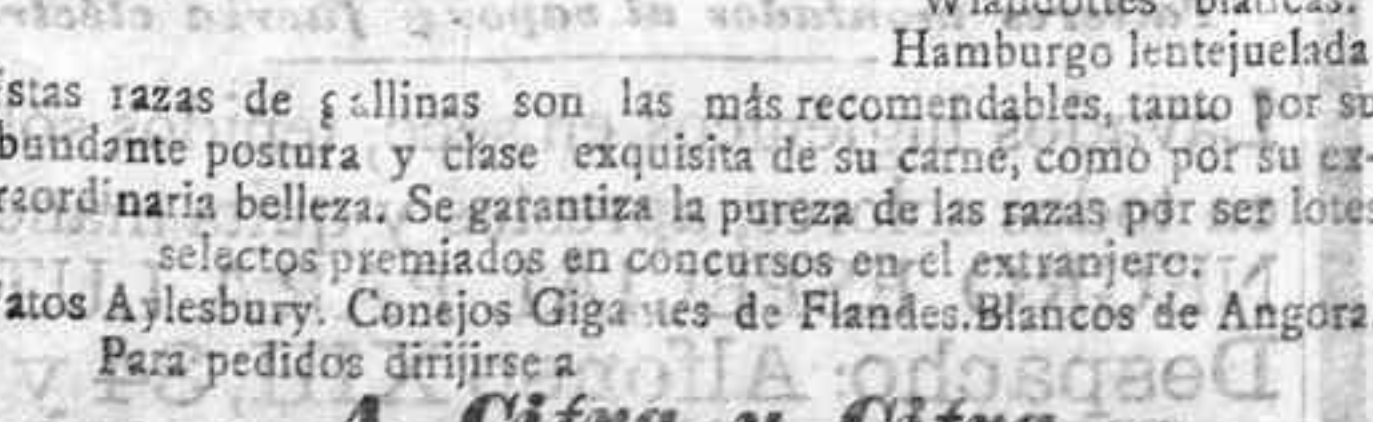 Wiandottes blancas.
Hamburgo lentejuelada
stas razas de gallinas son las más recomendables, tanto por su
bundante postura y clase exquisita de su carne, como por su ex-
raordinaria belleza. Se garantiza la pureza de las razas por ser lotes
selectos premiados en concursos en el extranjero.
atos Aylesbury. Conejos Gigantes de Flandes. Blancos de Angora.
Para pedidos dirijirse a